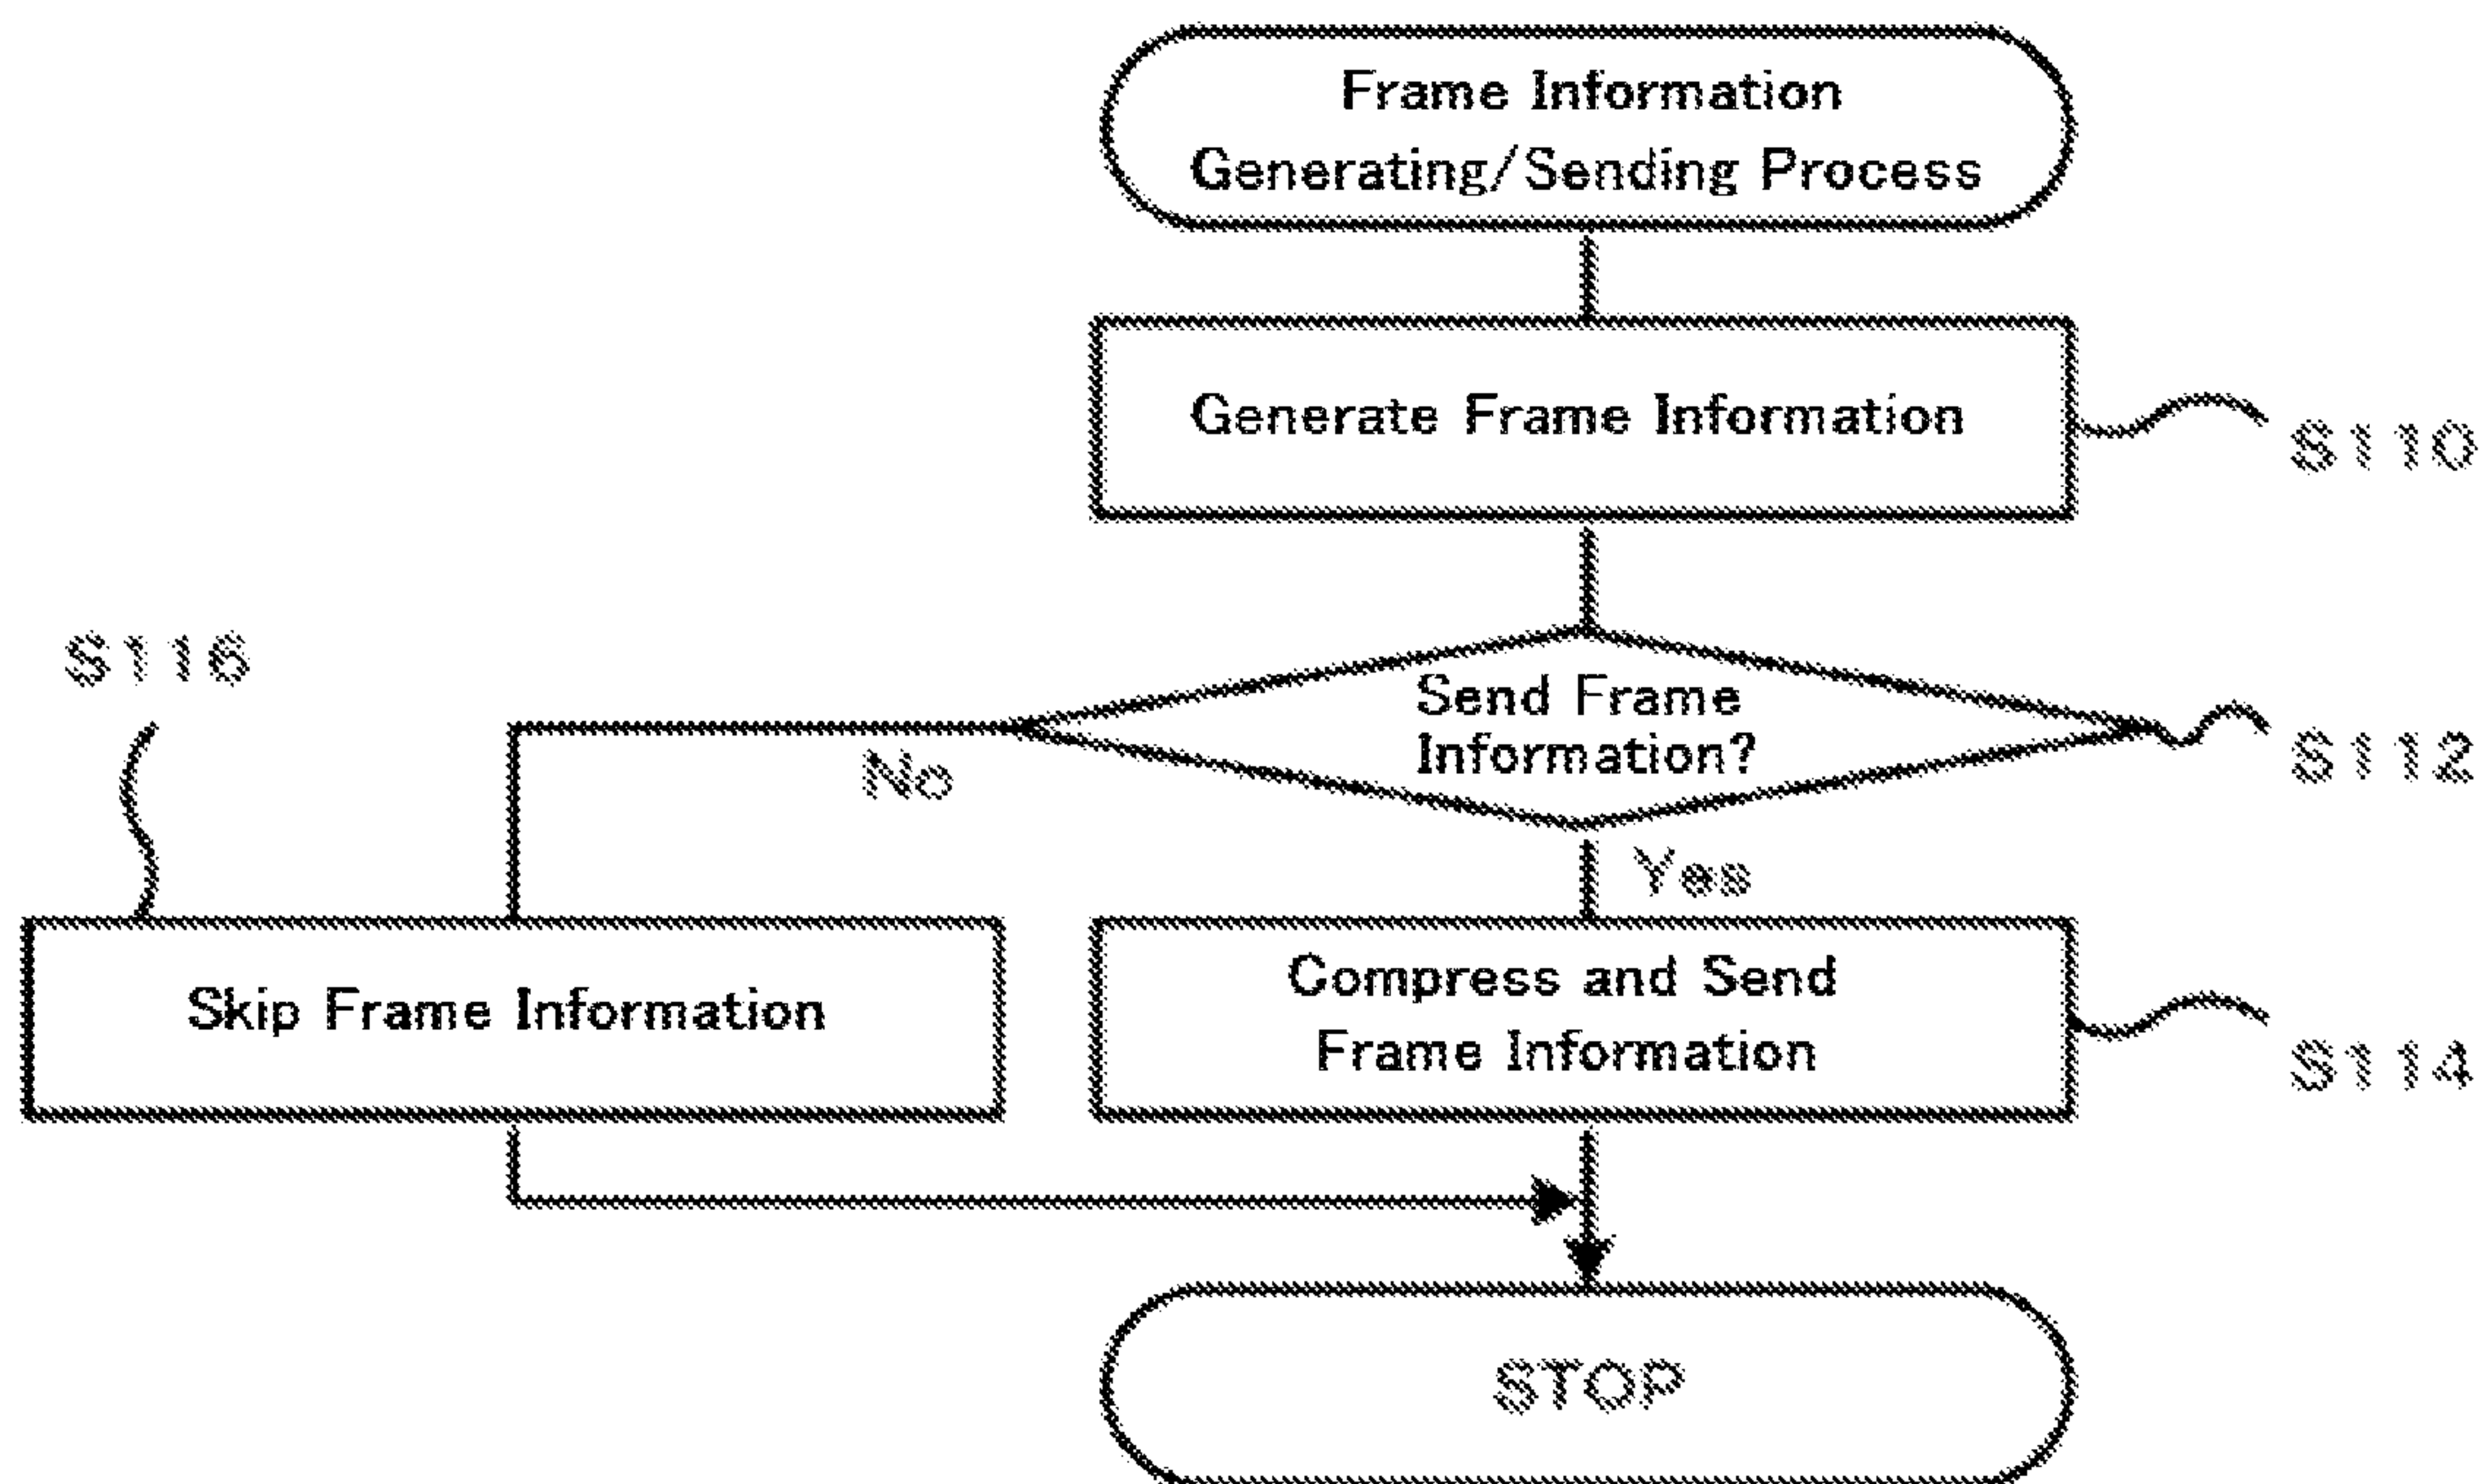 Frame Information
Generating/Sending Process
Generate Frame Information
S110
S116
Send Frame
Information?
No
S112
Yes
Skip Frame Information
Compress and Send
Frame Information
S114
STOP